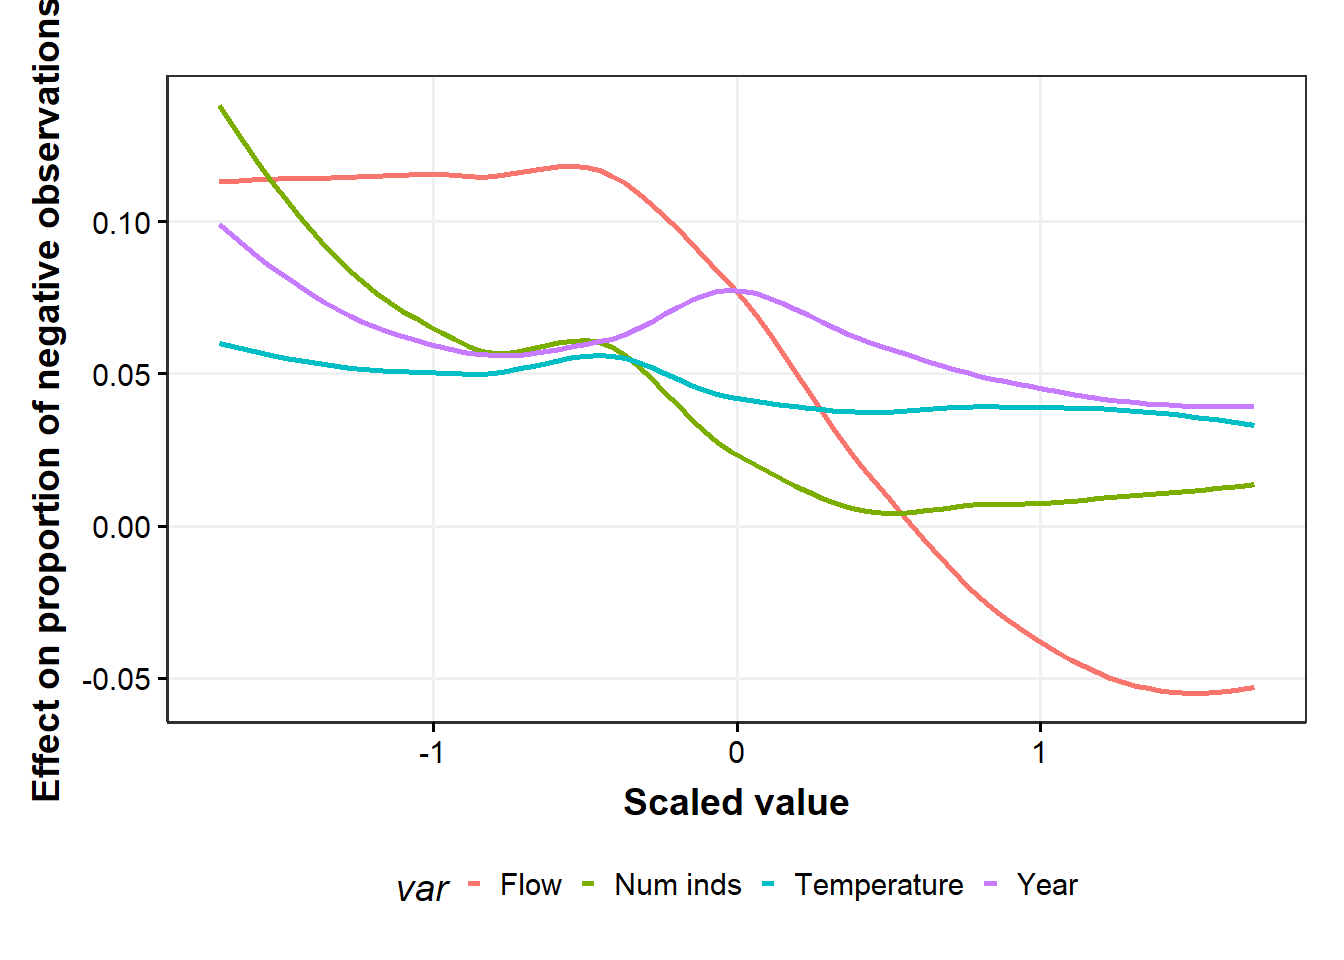 Effect on proportion of negative observations
0.10
0.05
0.00
-0.05
-1 0 1
Scaled value
var Flow Num inds Temperature Year